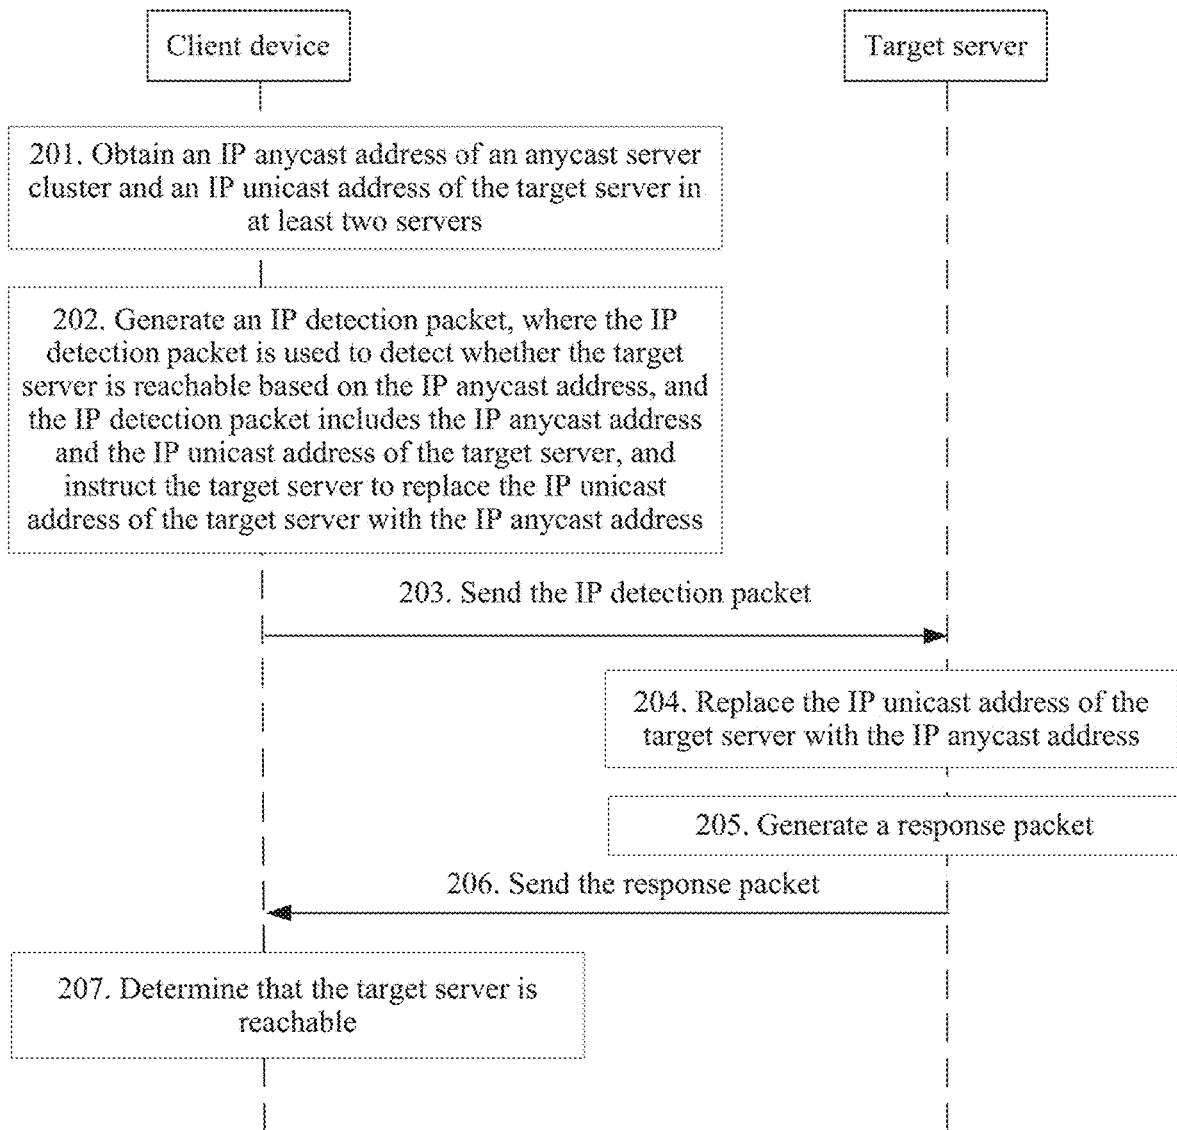 Client device
Target server
201. Obtain an IP anycast address of an anycast server
cluster and an IP unicast address of the target server in
at least two servers
202. Generate an IP detection packet, where the IP
detection packet is used to detect whether the target
server is reachable based on the IP anycast address, and
the IP detection packet includes the IP anycast address
and the IP unicast address of the target server, and
instruct the target server to replace the IP unicast
address of the target server with the IP anycast address
203. Send the IP detection packet
204. Replace the IP unicast address of the
target server with the IP anycast address
205. Generate a response packet
206. Send the response packet
207. Determine that the target server is
reachable